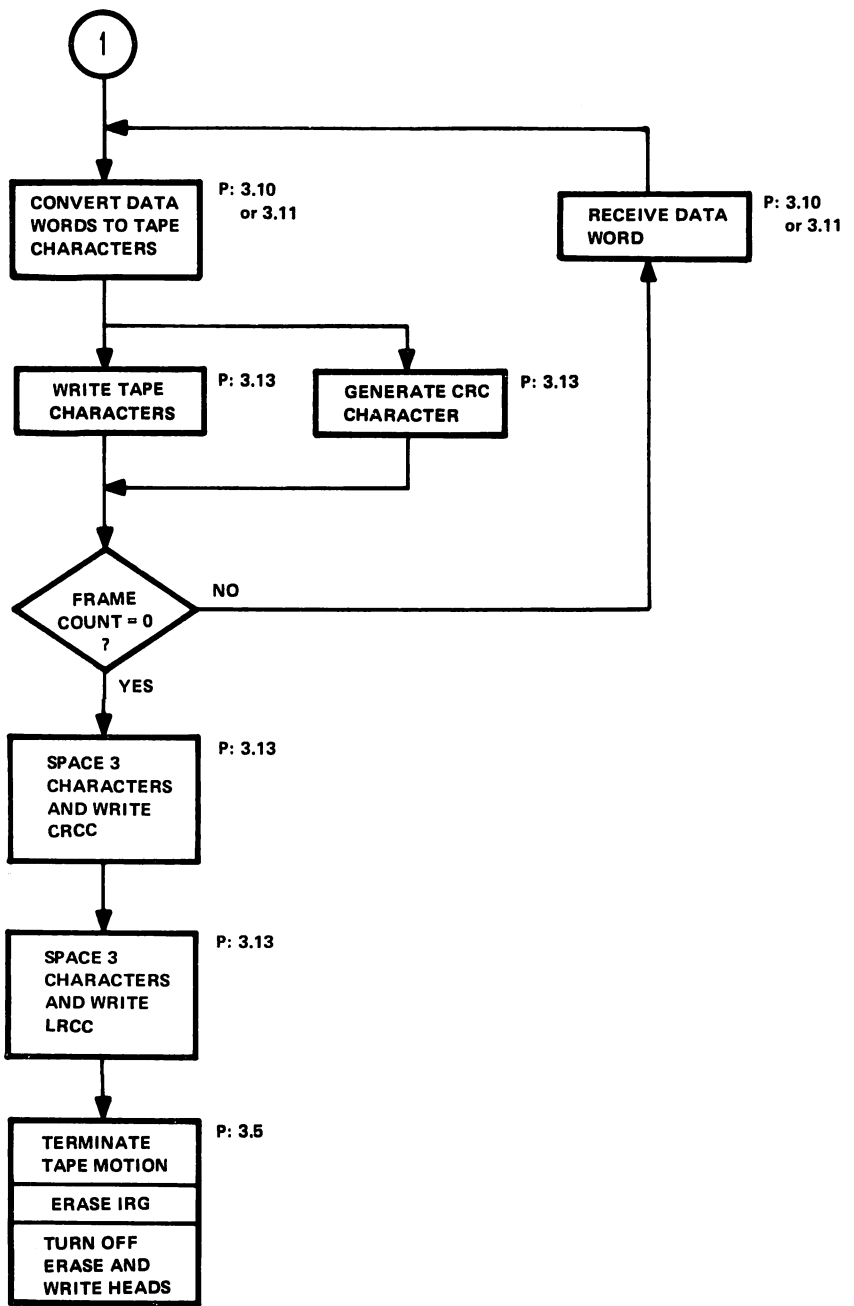 1
CONVERT DATA
WORDS TO TAPE
CHARACTERS
P: 3.10
or 3.11
RECEIVE DATA
WORD
P: 3.10
or 3.11
WRITE TAPE
CHARACTERS
P: 3.13
GENERATE CRC
CHARACTER
P: 3.13
FRAME
COUNT = 0
?
NO
YES
SPACE 3
CHARACTERS
AND WRITE
CRCC
P: 3.13
SPACE 3
CHARACTERS
AND WRITE
LRCC
P: 3.13
TERMINATE
TAPE MOTION
P: 3.5
ERASE IRG
TURN OFF
ERASE AND
WRITE HEADS